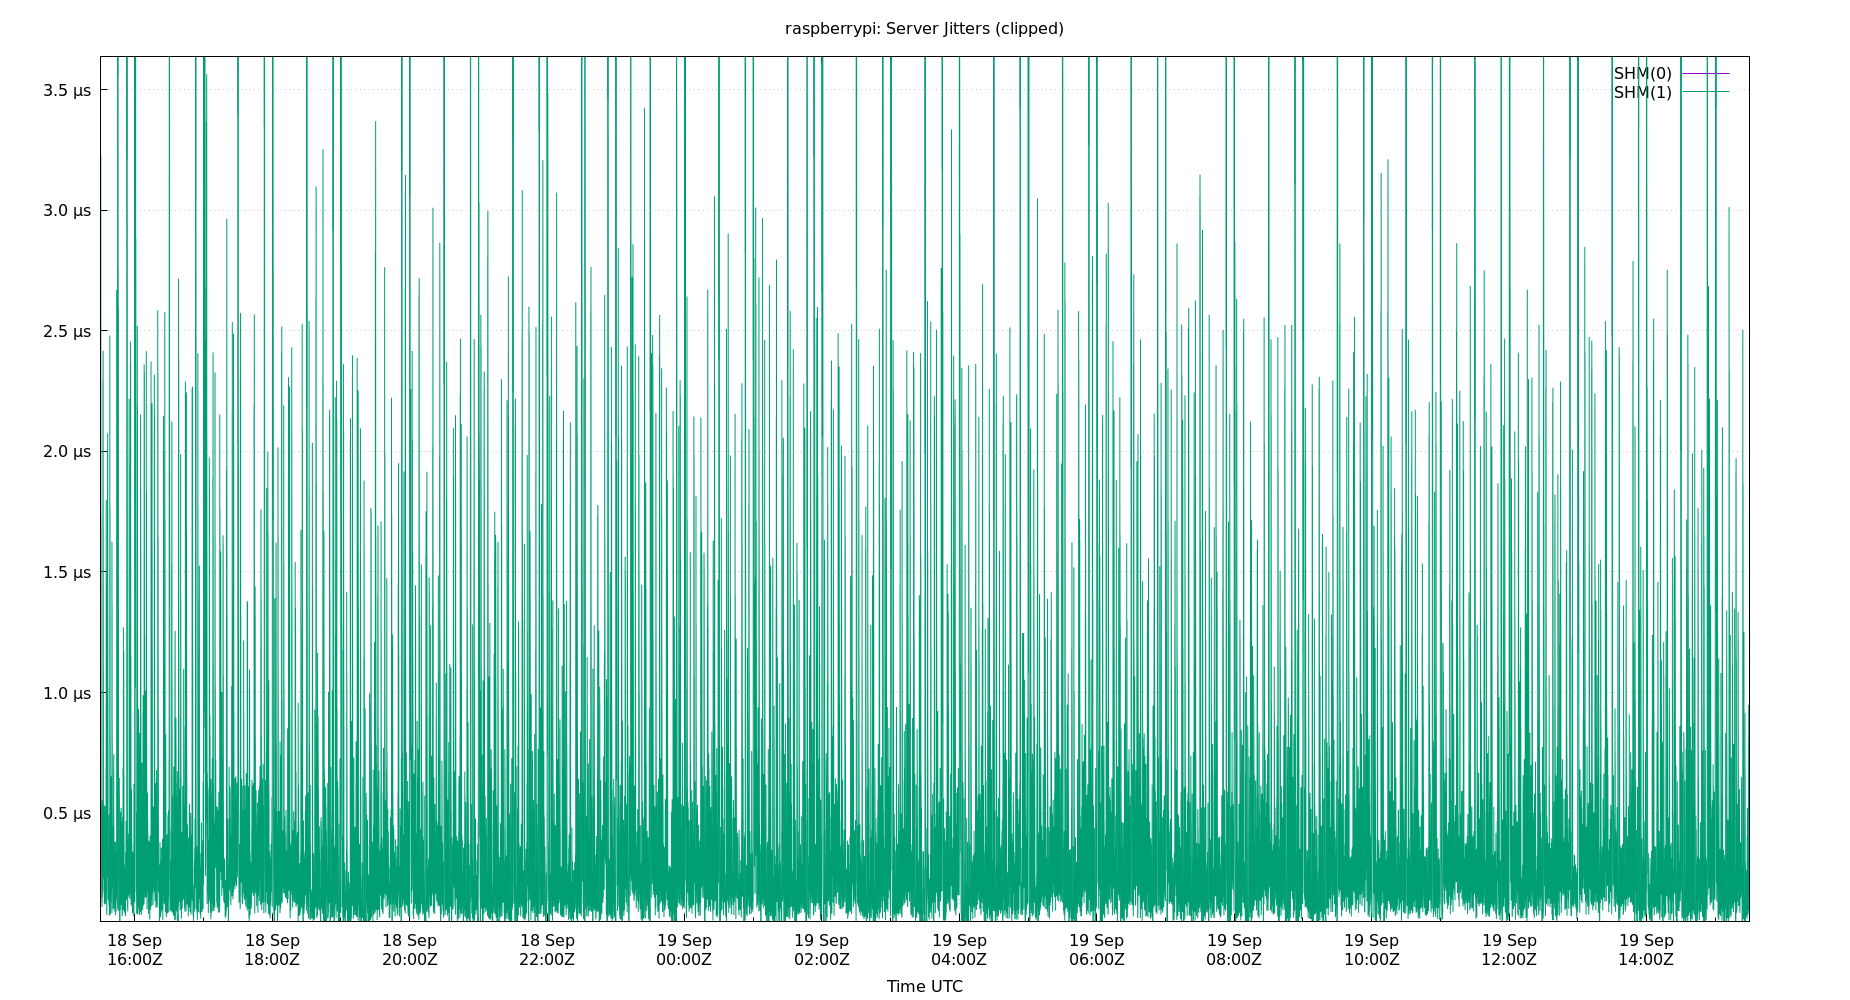 raspberrypi: Server Jitters (clipped)
SHM(0)
SHM(1)
3.5 µs
3.0 µs
2.5 µs
2.0 µs
1.5 µs
1.0 µs
0.5 µs
18 Sep 18 Sep 18 Sep 18 Sep 19 Sep 19 Sep 19 Sep 19 Sep 19 Sep 19 Sep 19 Sep 19 Sep
16:00Z 18:00Z 20:00Z 22:00Z 00:00Z 02:00Z 04:00Z 06:00Z 08:00Z 10:00Z 12:00Z 14:00Z
Time UTC